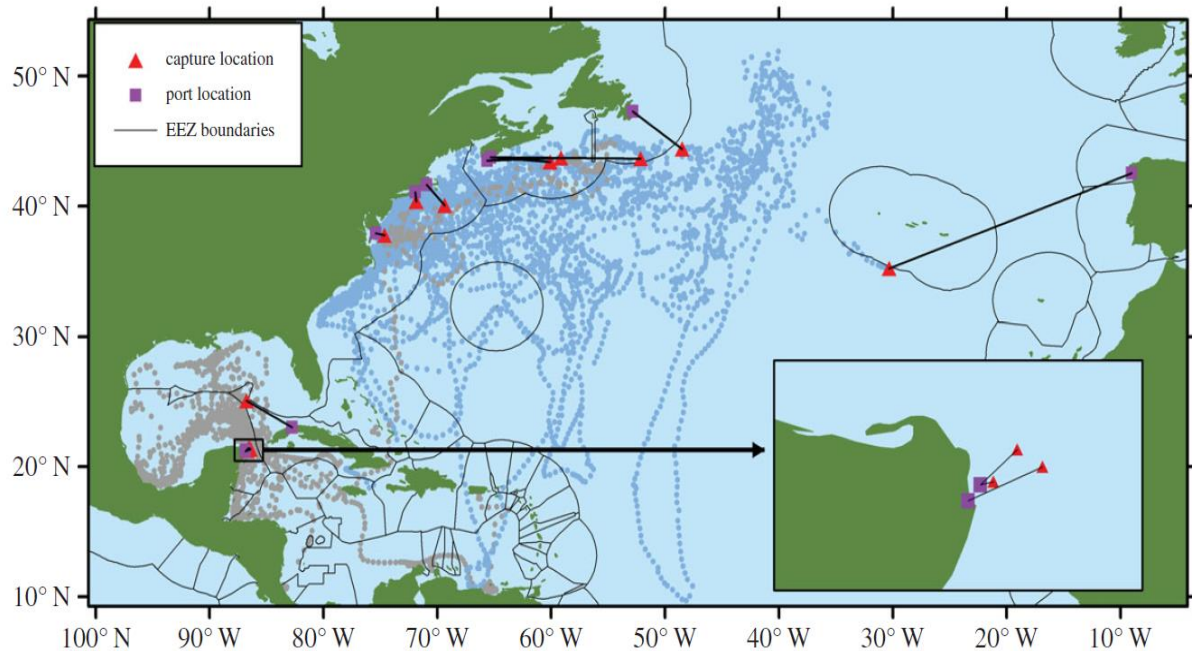 capture location
port location
EEZ boundaries
50° N
40° N
30° N
20° N
10° N
100° N
90° W
80° W
70°W
60°W
50°W
40° W
30° W
20° W
10° W